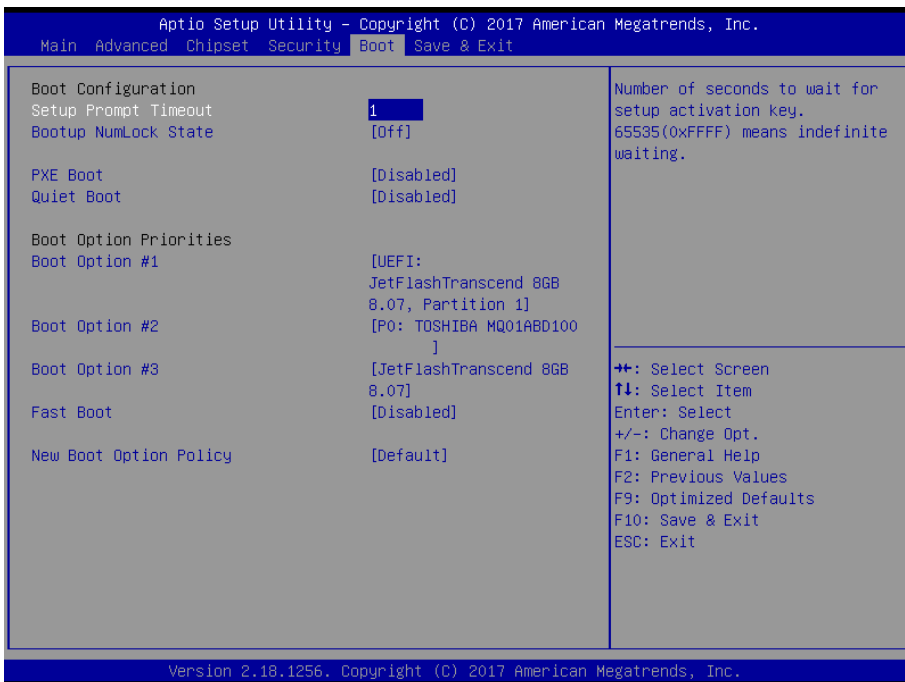 Aptio Setup Utility – Copyright (C) 2017 American Megatrends, Inc.
Main Advanced Chipset Security Boot Save & Exit
Boot Configuration
Setup Prompt Timeout 1
Bootup NumLock State [Off]
PXE Boot [Disabled]
Quiet Boot [Disabled]
Boot Option Priorities
Boot Option #1 [UEFI:
JetFlashTranscend 8GB
8.07, Partition 1]
Boot Option #2 [P0: TOSHIBA MQ01ABD100
]
Boot Option #3 [JetFlashTranscend 8GB
8.07]
Fast Boot [Disabled]
New Boot Option Policy [Default]
Number of seconds to wait for
setup activation key.
65535(0xFFFF) means indefinite
waiting.
→←: Select Screen
↑↓: Select Item
Enter: Select
+/-: Change Opt.
F1: General Help
F2: Previous Values
F9: Optimized Defaults
F10: Save & Exit
ESC: Exit
Version 2.18.1256. Copyright (C) 2017 American Megatrends, Inc.